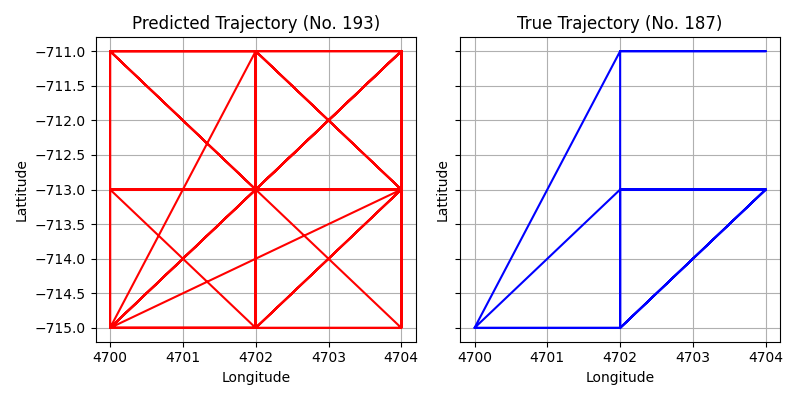 Predicted Trajectory (No. 193)
Lattitude
−711.0
−711.5
−712.0
−712.5
−713.0
−713.5
−714.0
−714.5
−715.0
4700 4701 4702 4703 4704
Longitude
True Trajectory (No. 187)
Lattitude
4700 4701 4702 4703 4704
Longitude